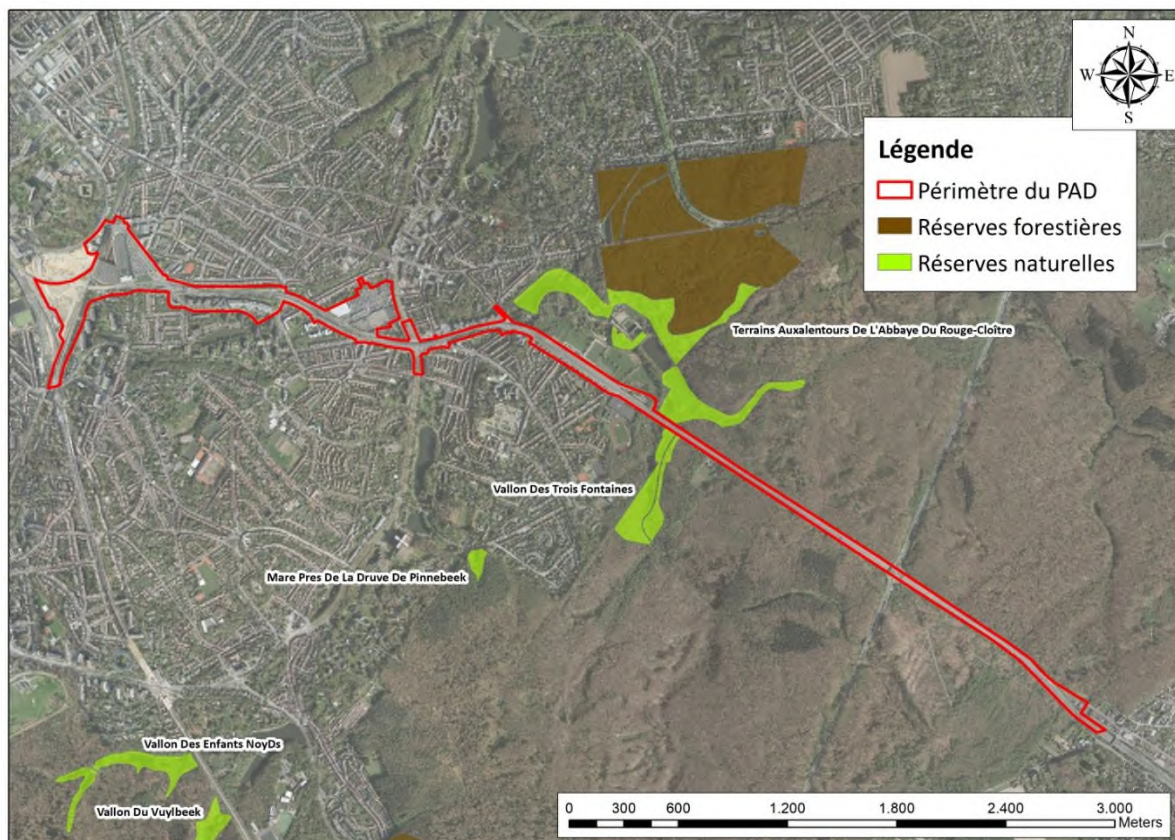 N
W E
S
Légende
Périmètre du PAD
Réserves forestières
Réserves naturelles
Terrains Auxalentours De L'Abbaye Du Rouge-Cloître
Vallon Des Trois Fontaines
Mare Pres De La Druve De Pinnebeek
Vallon Des Enfants NoyDs
Vallon Du Vuylbeek
0 300 600 1.200 1.800 2.400 3.000
Meters